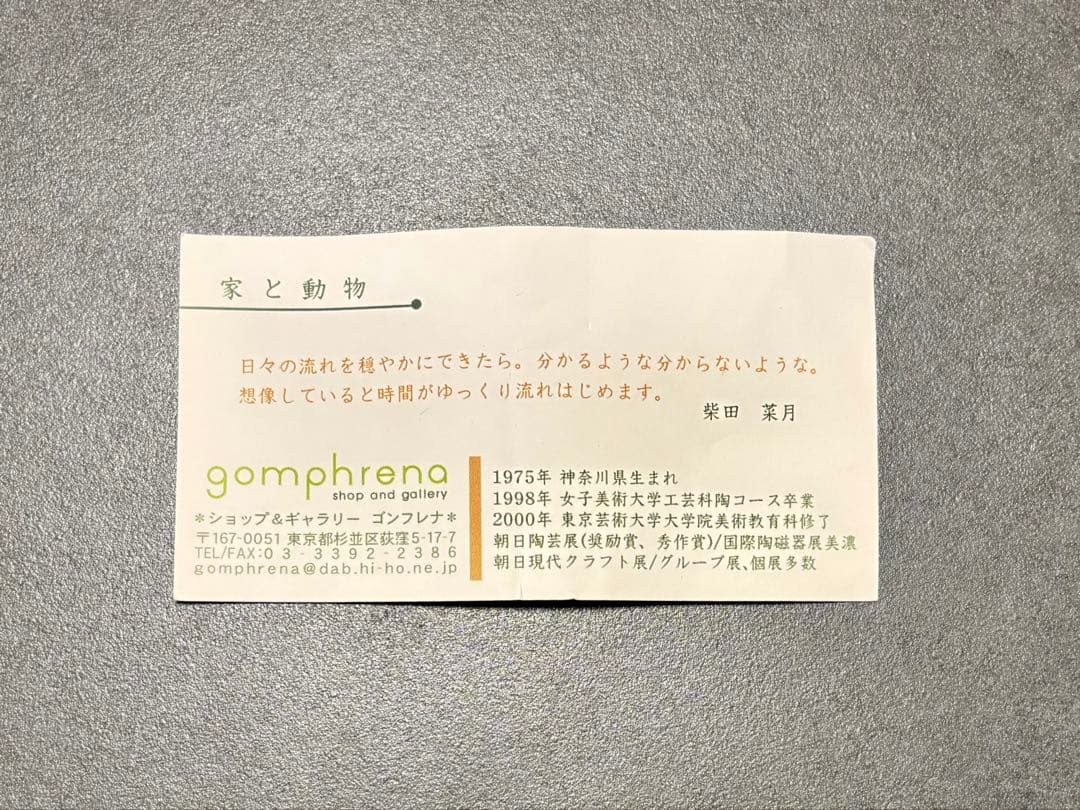 家と動物
日々の流れを穏やかにできたら。分かるような分からないような。
想像していると時間がゆっくり流れはじめます。
柴田　菜月
gomphrena
shop and gallery
＊ショップ&ギャラリー ゴンフレナ＊
〒167-0051 東京都杉並区荻窪5-17-7
TEL/FAX:03-3392-2386
gomphrena@dab.hi-ho.ne.jp
1975年 神奈川県生まれ
1998年 女子美術大学工芸科陶コース卒業
2000年 東京芸術大学大学院美術教育科修了
朝日陶芸展(奨励賞、秀作賞)/国際陶磁器展美濃
朝日現代クラフト展/グループ展、個展多数